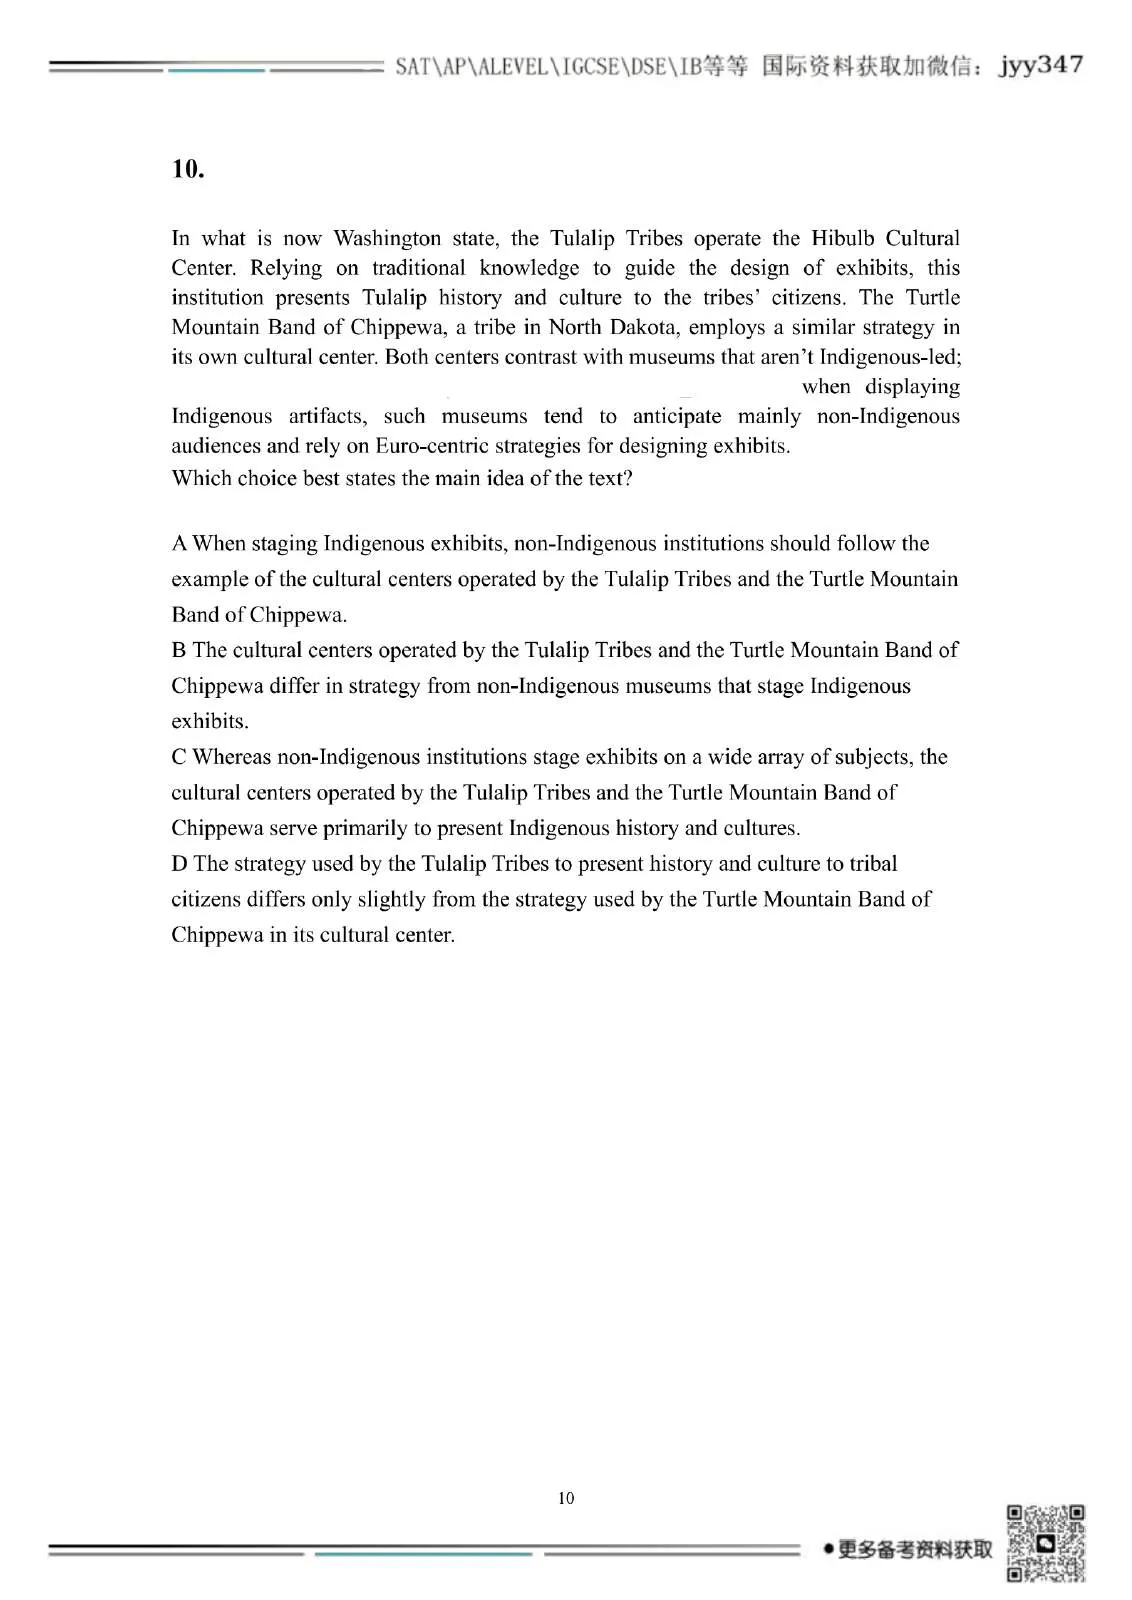 SAT\AP\ALEVEL\IGCSE\DSE\IB等等 国际资料获取加微信： jyy347
10.
In what is now Washington state, the Tulalip Tribes operate the Hibulb Cultural
Center. Relying on traditional knowledge to guide the design of exhibits, this
institution presents Tulalip history and culture to the tribes’ citizens. The Turtle
Mountain Band of Chippewa, a tribe in North Dakota, employs a similar strategy in
its own cultural center. Both centers contrast with museums that aren’t Indigenous-led;
when displaying
Indigenous artifacts, such museums tend to anticipate mainly non-Indigenous
audiences and rely on Euro-centric strategies for designing exhibits.
Which choice best states the main idea of the text?
A When staging Indigenous exhibits, non-Indigenous institutions should follow the
example of the cultural centers operated by the Tulalip Tribes and the Turtle Mountain
Band of Chippewa.
B The cultural centers operated by the Tulalip Tribes and the Turtle Mountain Band of
Chippewa differ in strategy from non-Indigenous museums that stage Indigenous
exhibits.
C Whereas non-Indigenous institutions stage exhibits on a wide array of subjects, the
cultural centers operated by the Tulalip Tribes and the Turtle Mountain Band of
Chippewa serve primarily to present Indigenous history and cultures.
D The strategy used by the Tulalip Tribes to present history and culture to tribal
citizens differs only slightly from the strategy used by the Turtle Mountain Band of
Chippewa in its cultural center.
10
●更多备考资料获取